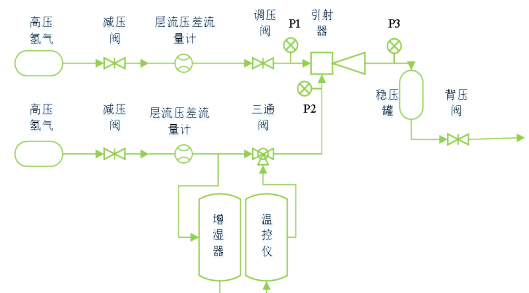 高压
氢气
减压
阀
层流压差流
量计
调压
阀
P1
引射
器
P3
高压
氢气
减压
阀
层流压差流
量计
三通
阀
P2
稳压
罐
背压
阀
增
湿
器
温
控
仪